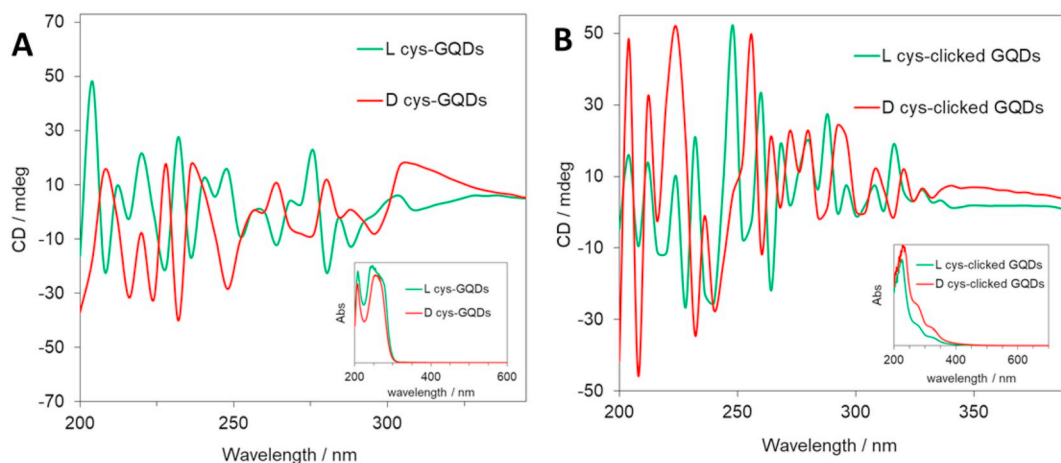 A
70
50
30
10
-10
-30
-50
-70
CD / mdeg
L cys-GQDs
D cys-GQDs
200
250
300
Wavelength / nm
Abs
L cys-GQDs
D cys-GQDs
200
400
600
wavelength / nm
B
50
30
10
-10
-30
-50
CD / mdeg
L cys-clicked GQDs
D cys-clicked GQDs
200
250
300
350
Wavelength / nm
Abs
L cys-clicked GQDs
D cys-clicked GQDs
200
400
600
wavelength / nm